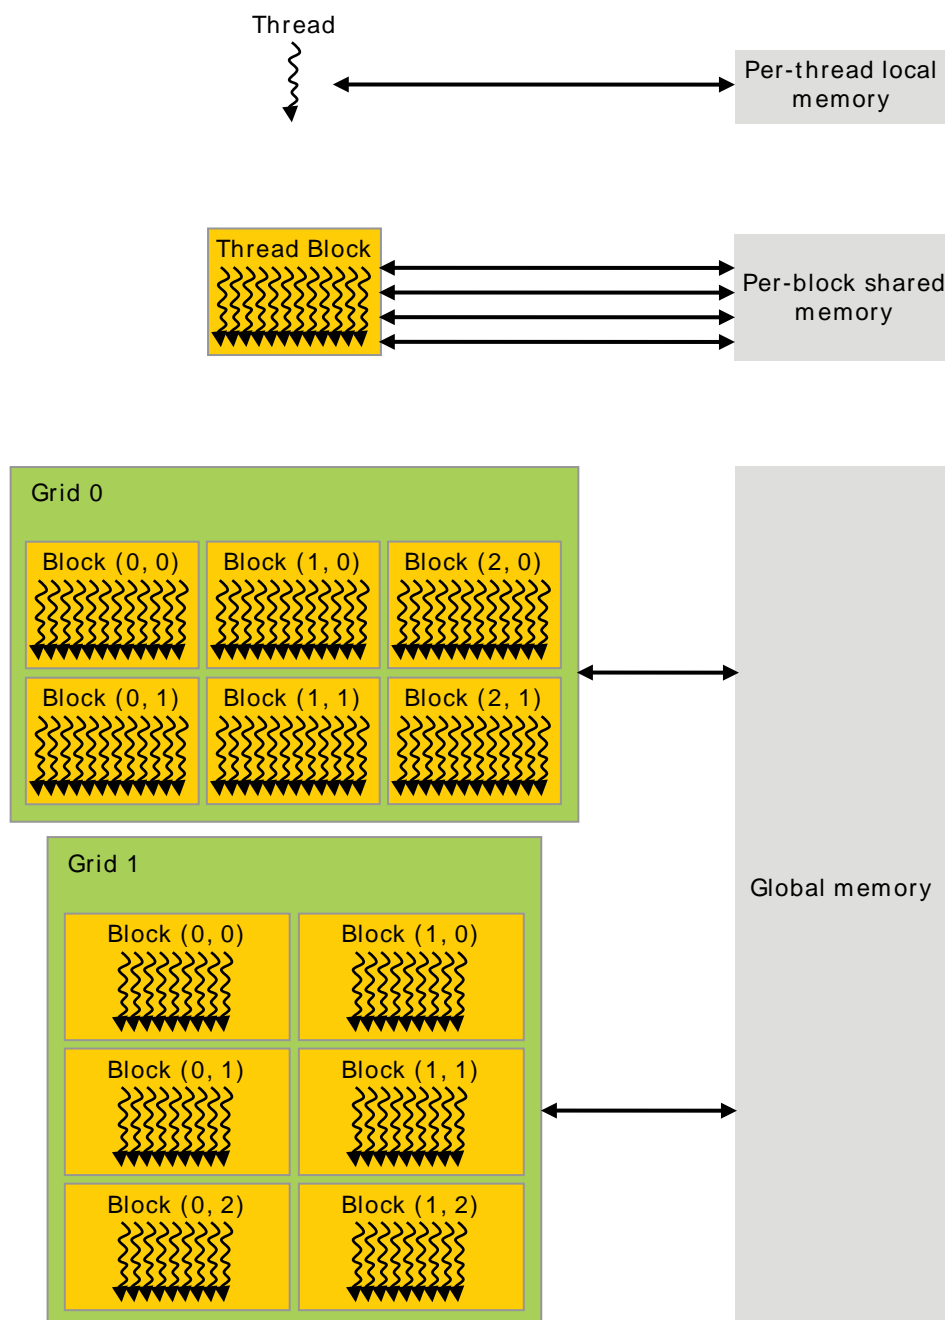 Thread
Per-thread local
memory
Thread Block
Per-block shared
memory
Grid 0
Block (0, 0)
Block (1, 0)
Block (2, 0)
Block (0, 1)
Block (1, 1)
Block (2, 1)
Grid 1
Global memory
Block (0, 0)
Block (1, 0)
Block (0, 1)
Block (1, 1)
Block (0, 2)
Block (1, 2)